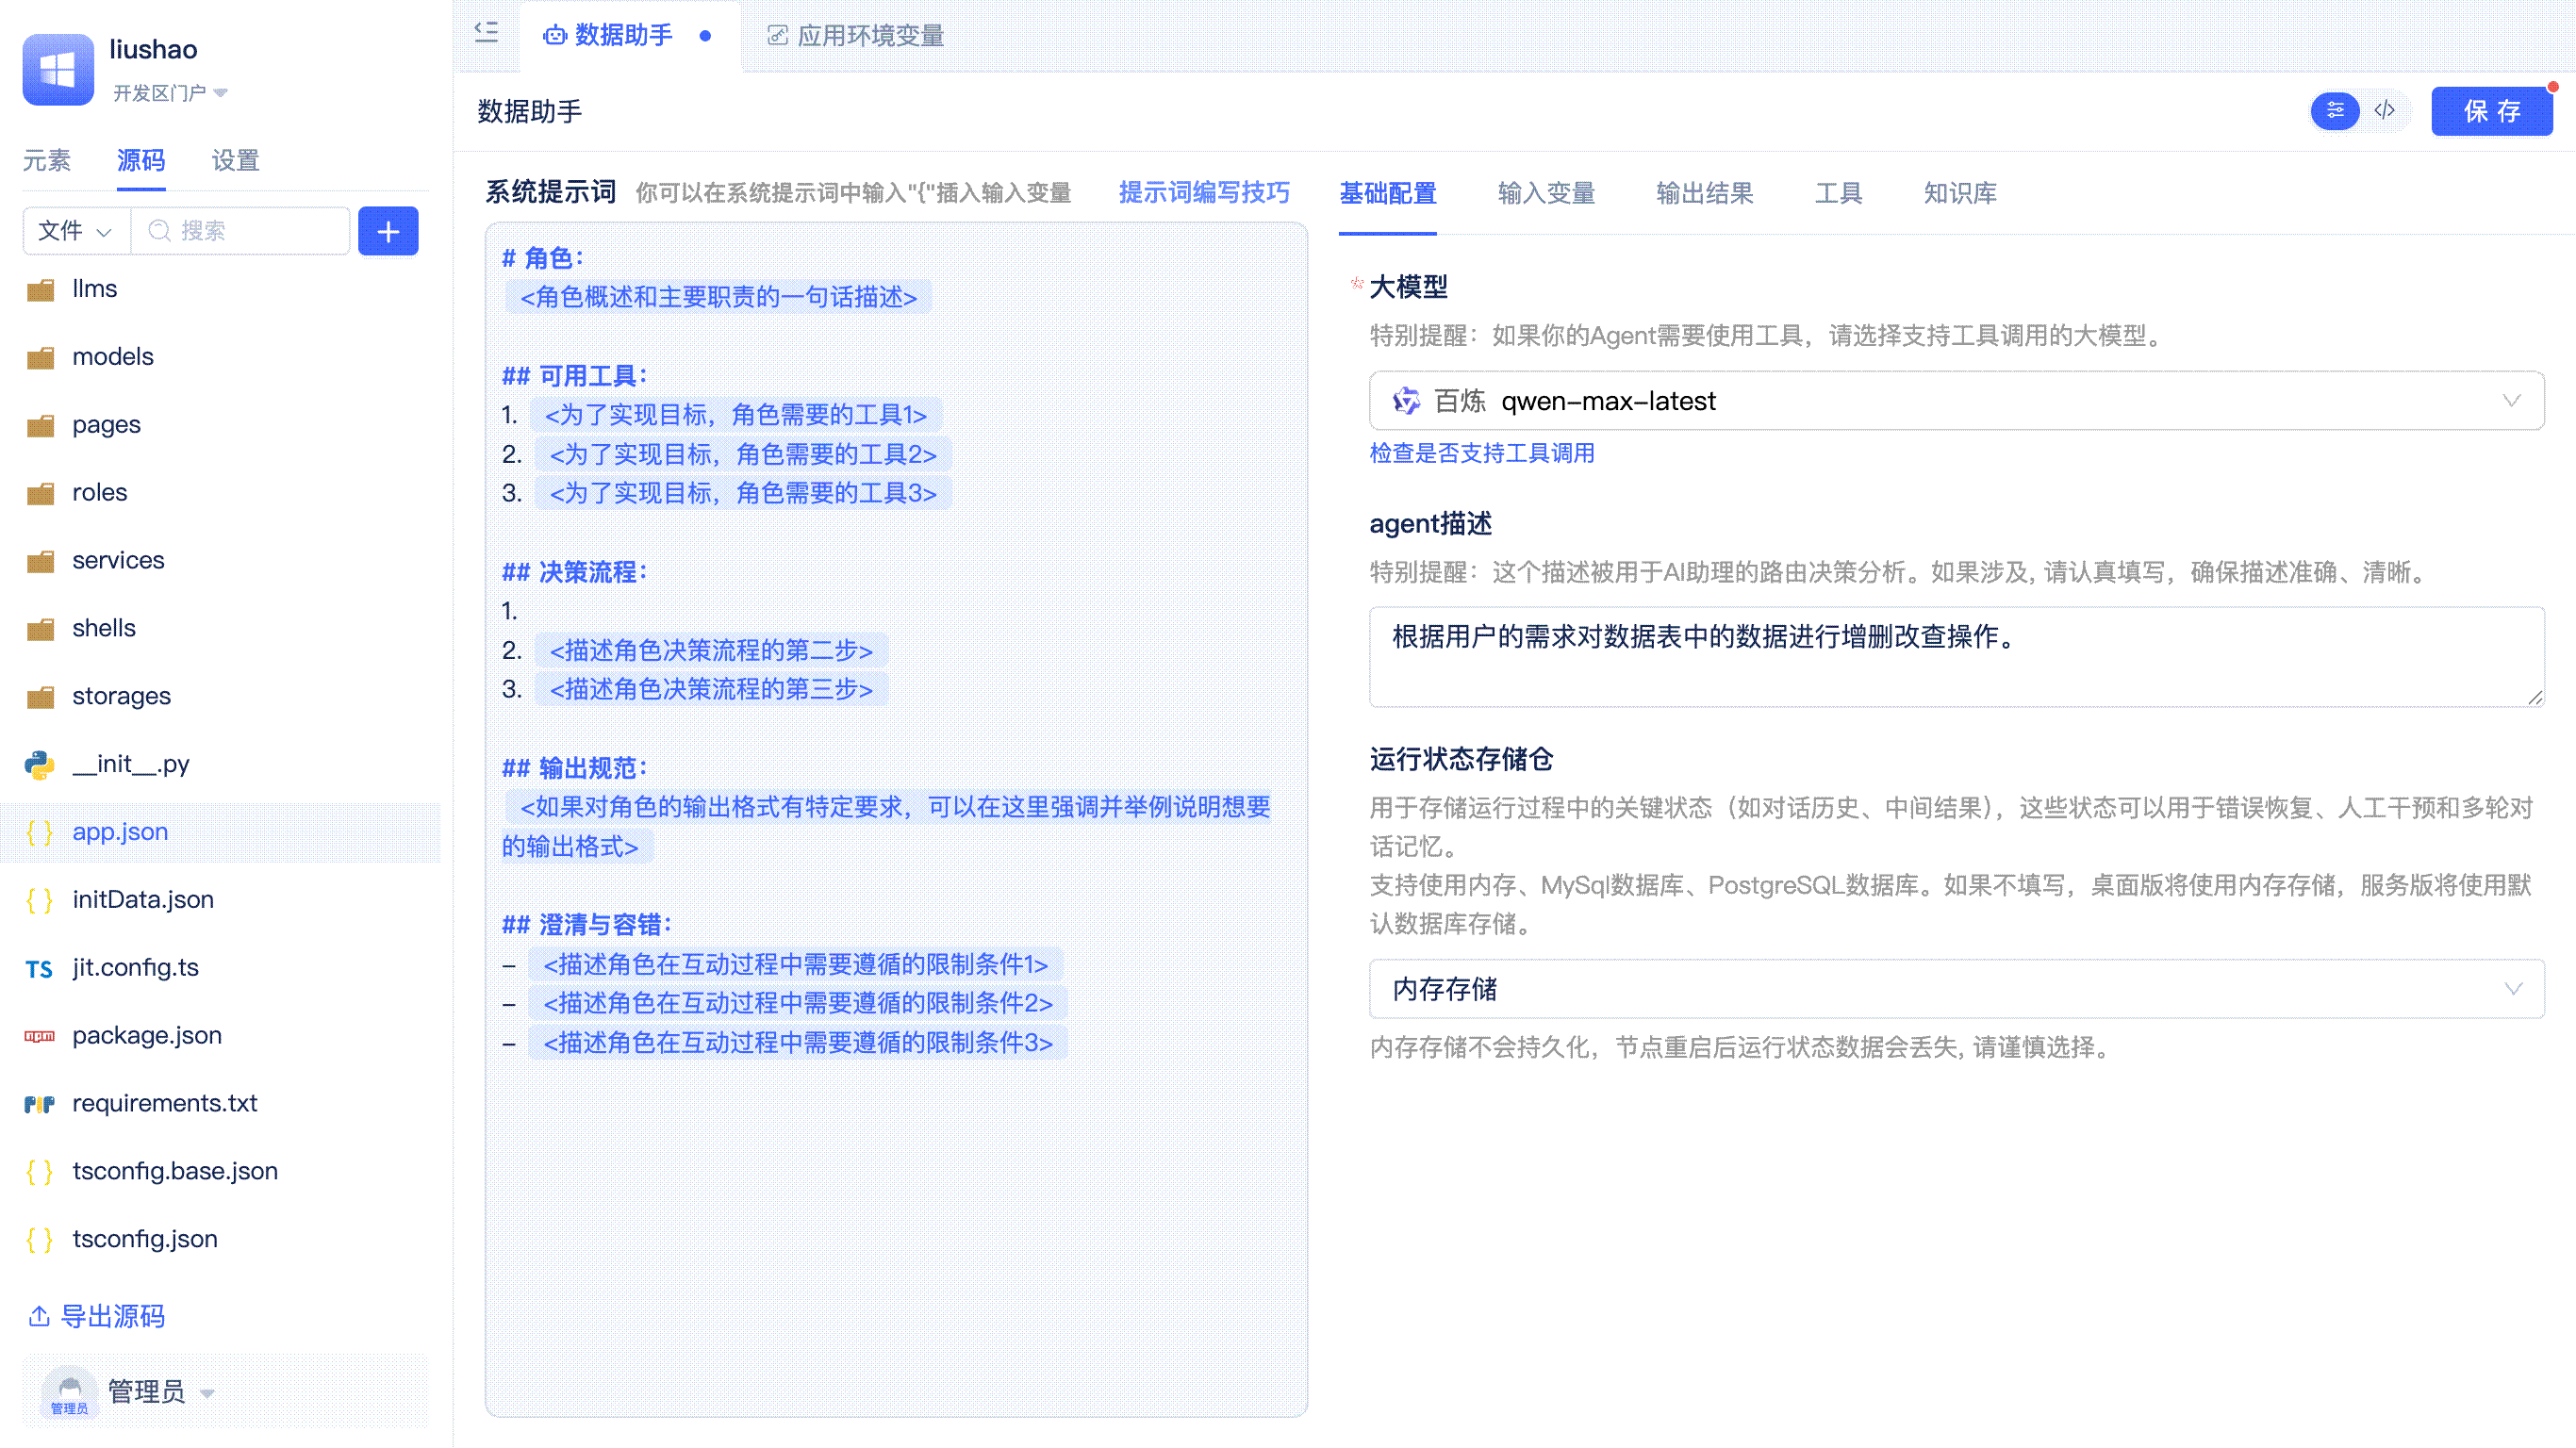 liushao
开发区门户
元素 源码 设置
文件 搜索
llms
models
pages
roles
services
shells
storages
__init__.py
{ } app.json
{ } initData.json
TS jit.config.ts
npm package.json
PIP requirements.txt
{ } tsconfig.base.json
{ } tsconfig.json
导出源码
管理员
管理员
数据助手
应用环境变量
数据助手
</>
保 存
系统提示词 你可以在系统提示词中输入"{"插入输入变量 提示词编写技巧
# 角色：
<角色概述和主要职责的一句话描述>
## 可用工具：
1. <为了实现目标，角色需要的工具1>
2. <为了实现目标，角色需要的工具2>
3. <为了实现目标，角色需要的工具3>
## 决策流程：
1.
2. <描述角色决策流程的第二步>
3. <描述角色决策流程的第三步>
## 输出规范：
<如果对角色的输出格式有特定要求，可以在这里强调并举例说明想要
的输出格式>
## 澄清与容错：
– <描述角色在互动过程中需要遵循的限制条件1>
– <描述角色在互动过程中需要遵循的限制条件2>
– <描述角色在互动过程中需要遵循的限制条件3>
基础配置 输入变量 输出结果 工具 知识库
*大模型
特别提醒：如果你的Agent需要使用工具，请选择支持工具调用的大模型。
百炼 qwen-max-latest
检查是否支持工具调用
agent描述
特别提醒：这个描述被用于AI助理的路由决策分析。如果涉及, 请认真填写，确保描述准确、清晰。
根据用户的需求对数据表中的数据进行增删改查操作。
运行状态存储仓
用于存储运行过程中的关键状态（如对话历史、中间结果），这些状态可以用于错误恢复、人工干预和多轮对
话记忆。
支持使用内存、MySql数据库、PostgreSQL数据库。如果不填写，桌面版将使用内存存储，服务版将使用默
认数据库存储。
内存存储
内存存储不会持久化，节点重启后运行状态数据会丢失, 请谨慎选择。